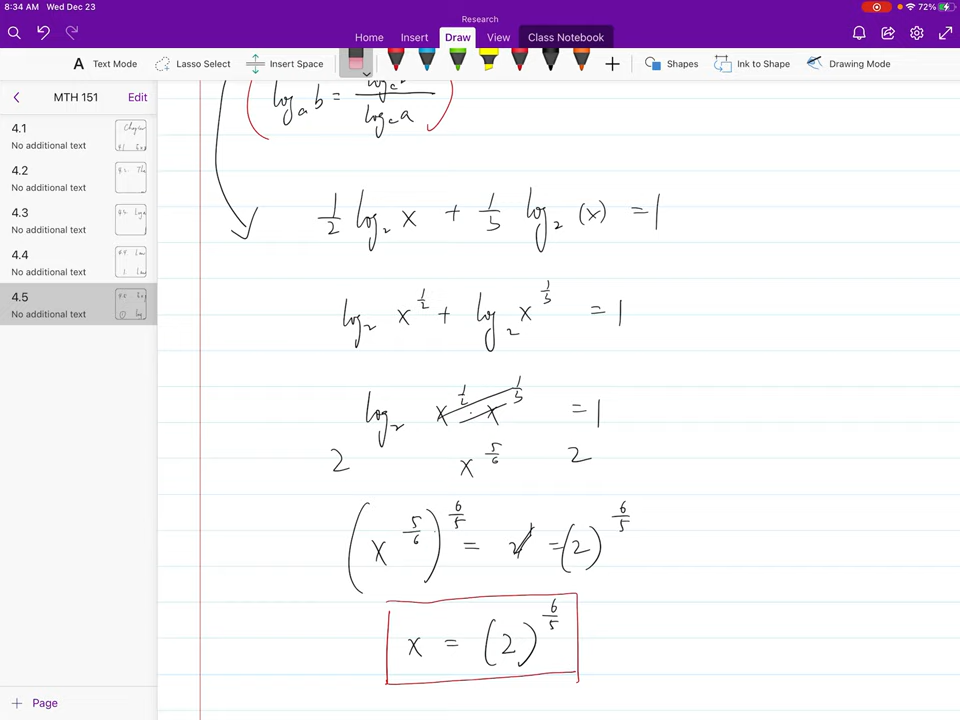 8:34 AM Wed Dec 23
72%
Research
Home Insert Draw View Class Notebook
Text Mode Lasso Select Insert Space Shapes Ink to Shape Drawing Mode
MTH 151 Edit
4.1
No additional text
4.2
No additional text
4.3
No additional text
4.4
No additional text
4.5
No additional text
Page
log_a b = log_c / log_c a
1/2 log_2 x + 1/3 log_2 (x) = 1
log_2 x^(1/2) + log_2 x^(1/3) = 1
log_2 x^(1/2) · x^(1/3) = 1
2 x^(5/6) 2
(x^(5/6))^(6/5) = 2^1 = (2)^(6/5)
x = (2)^(6/5)